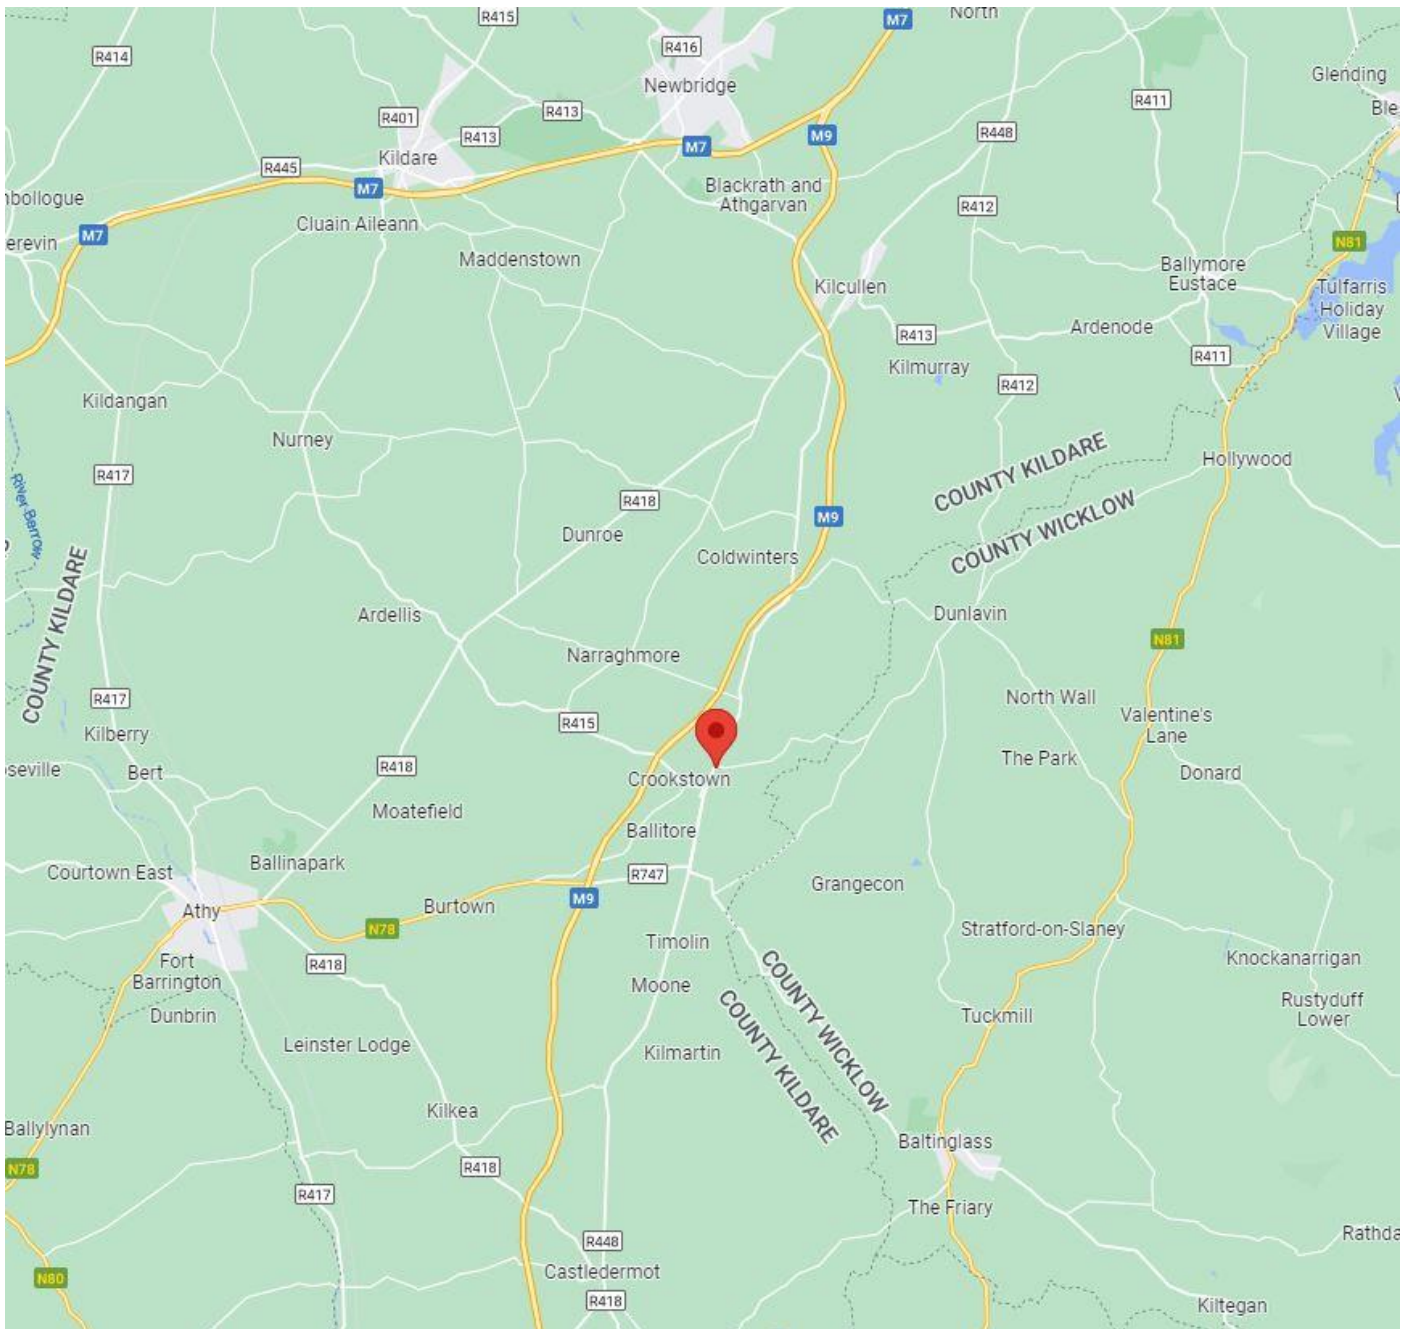 R415
North
M7
R416
R414
Glending
Newbridge
R411
Ble
R413
R401
R448
M9
R413
M7
Kildare
R445
Blackrath and
Athgarvan
M7
nbollogue
R412
Cluain Aileann
M7
erevin
N81
Maddenstown
Ballymore
Eustace
Kilcullen
Tulfarris
Holiday
Village
Ardenode
R413
R411
Kilmurray
R412
Kildangan
Nurney
COUNTY KILDARE
Hollywood
R417
River Barrow
R418
M9
COUNTY WICKLOW
Dunroe
Coldwinters
COUNTY KILDARE
Ardellis
Dunlavin
N81
Narraghmore
R417
North Wall
Valentine's
Lane
R415
Kilberry
The Park
R418
oseville
Bert
Crookstown
Donard
Moatefield
Ballitore
Ballinapark
Courtown East
R747
Grangecon
M9
Burtown
Athy
N78
Stratford-on-Slaney
Timolin
Fort
Barrington
R418
Knockanarrigan
Moone
COUNTY WICKLOW
Rustyduff
Lower
Dunbrin
Tuckmill
COUNTY KILDARE
Leinster Lodge
Kilmartin
Kilkea
Ballylynan
Baltinglass
N78
R418
R417
The Friary
Rathda
R448
Castledermot
N80
R418
Kiltegan